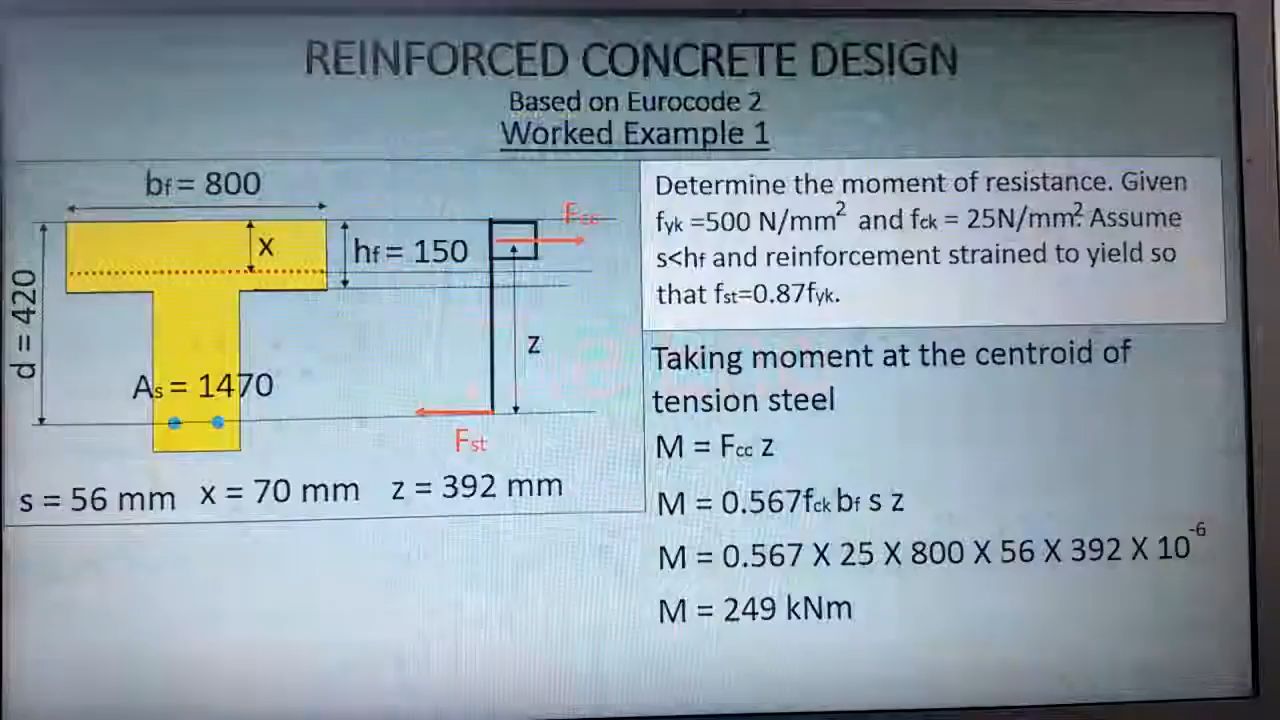 REINFORCED CONCRETE DESIGN
Based on Eurocode 2
Worked Example 1
bf = 800
x
hf = 150
d = 420
As = 1470
Fcc
z
Fst
s = 56 mm x = 70 mm z = 392 mm
Determine the moment of resistance. Given
fyk =500 N/mm² and fck = 25N/mm². Assume
s<hf and reinforcement strained to yield so
that fst=0.87fyk.
Taking moment at the centroid of
tension steel
M = Fcc z
M = 0.567fck bf s z
M = 0.567 X 25 X 800 X 56 X 392 X 10⁻⁶
M = 249 kNm